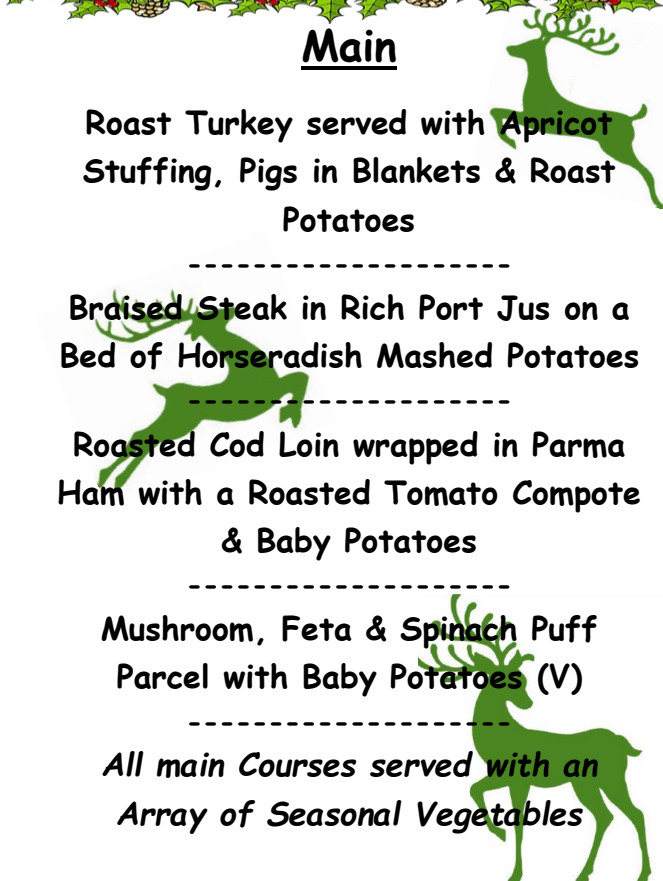 Main
Roast Turkey served with Apricot
Stuffing, Pigs in Blankets & Roast
Potatoes
--------------------
Braised Steak in Rich Port Jus on a
Bed of Horseradish Mashed Potatoes
--------------------
Roasted Cod Loin wrapped in Parma
Ham with a Roasted Tomato Compote
& Baby Potatoes
--------------------
Mushroom, Feta & Spinach Puff
Parcel with Baby Potatoes (V)
--------------------
All main Courses served with an
Array of Seasonal Vegetables